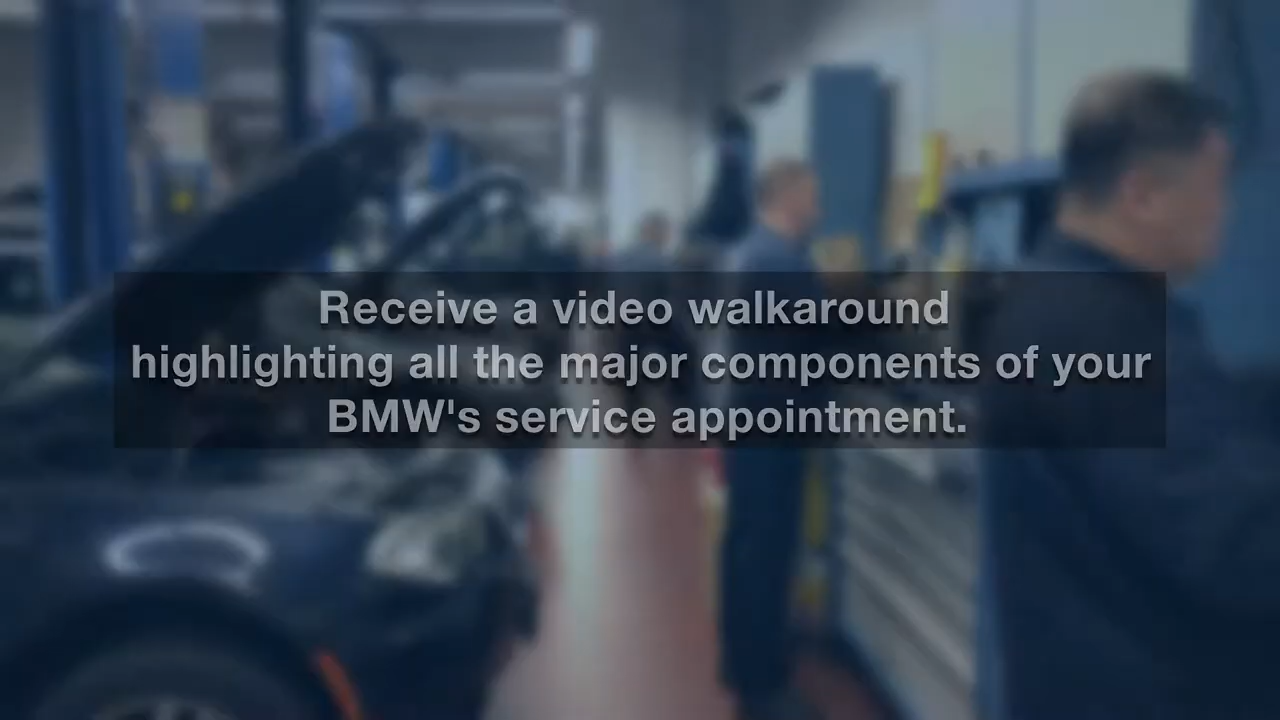 Receive a video walkaround
highlighting all the major components of your
BMW's service appointment.